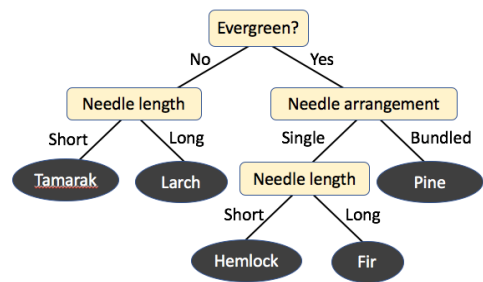 Evergreen?
No Yes
Needle length Needle arrangement
Short Long Single Bundled
Tamarak Larch Needle length Pine
Short Long
Hemlock Fir